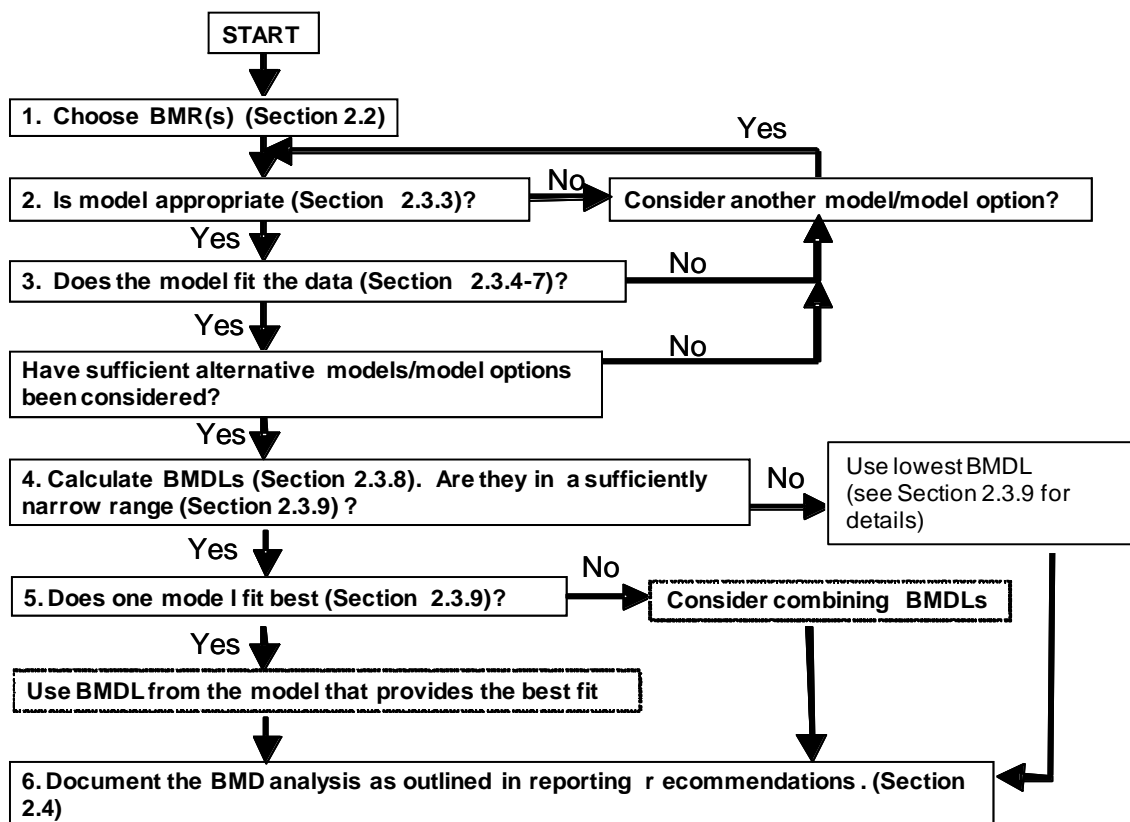 START
1. Choose BMR(s) (Section 2.2)
Yes
2. Is model appropriate (Section 2.3.3)?
No
Consider another model/model option?
Yes
3. Does the model fit the data (Section 2.3.4-7)?
No
Yes
Have sufficient alternative models/model options
been considered?
No
Yes
4. Calculate BMDLs (Section 2.3.8). Are they in a sufficiently
narrow range (Section 2.3.9) ?
No
Use lowest BMDL
(see Section 2.3.9 for
details)
Yes
5. Does one mode l fit best (Section 2.3.9)?
No
Consider combining BMDLs
Yes
Use BMDL from the model that provides the best fit
6. Document the BMD analysis as outlined in reporting r ecommendations . (Section
2.4)